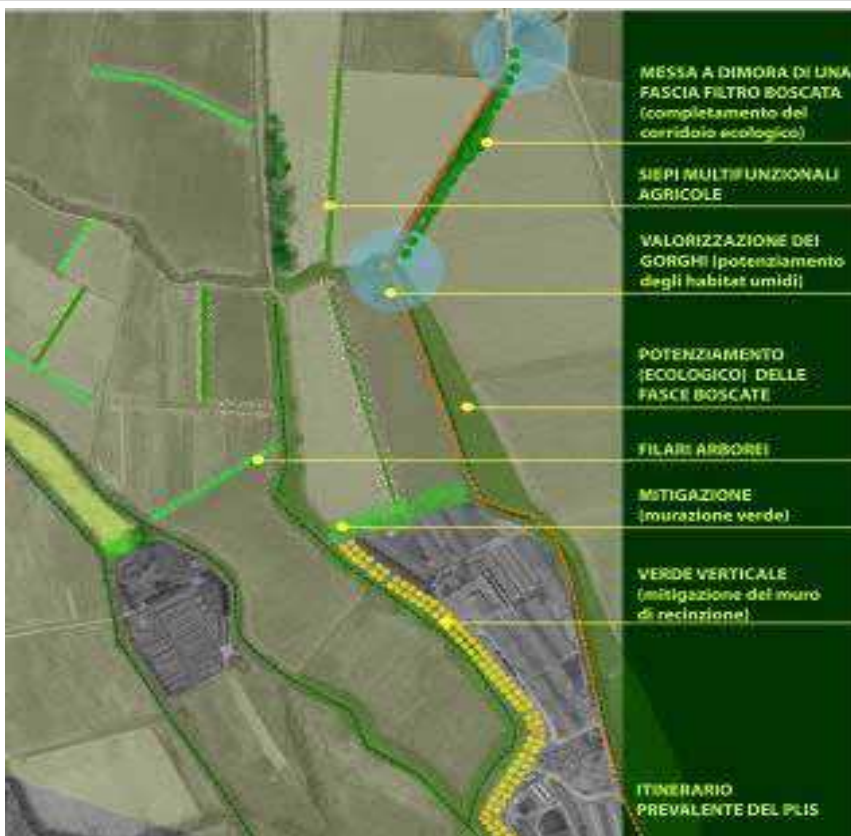 MESSA A DIMORA DI UNA
FASCIA FILTRO BOSCATA
(completamento del
corridoio ecologico)
SIEPI MULTIFUNZIONALI
AGRICOLE
VALORIZZAZIONE DEI
GORGHI (potenziamento
degli habitat umidi)
POTENZIAMENTO
(ECOLOGICO) DELLE
FASCE BOSCATE
FILARI ARBOREI
MITIGAZIONE
(murazione verde)
VERDE VERTICALE
(mitigazione del muro
di recinzione)
ITINERARIO
PREVALENTE DEL PLIS